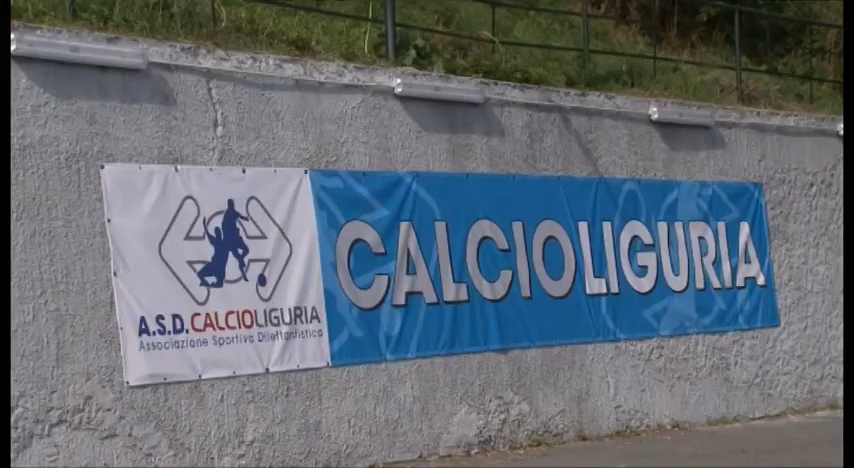 A.S.D. CALCIOLIGURIA
Associazione Sportiva Dilettantistica
CALCIOLIGURIA